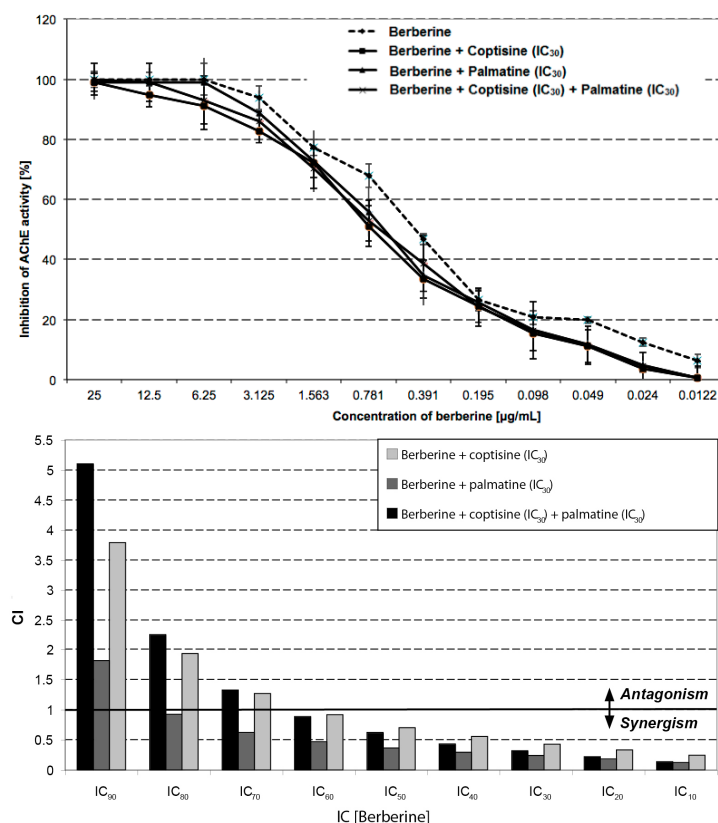 120
100
80
60
40
20
0
Inhibition of AChE activity [%]
Berberine
Berberine + Coptisine (IC₃₀)
Berberine + Palmatine (IC₃₀)
Berberine + Coptisine (IC₃₀) + Palmatine (IC₃₀)
25 12.5 6.25 3.125 1.563 0.781 0.391 0.195 0.098 0.049 0.024 0.0122
Concentration of berberine [µg/mL]
5.5
5
4.5
4
3.5
3
2.5
2
1.5
1
0.5
0
CI
Berberine + coptisine (IC₃₀)
Berberine + palmatine (IC₃₀)
Berberine + coptisine (IC₃₀) + palmatine (IC₃₀)
Antagonism
Synergism
IC₉₀ IC₈₀ IC₇₀ IC₆₀ IC₅₀ IC₄₀ IC₃₀ IC₂₀ IC₁₀
IC [Berberine]